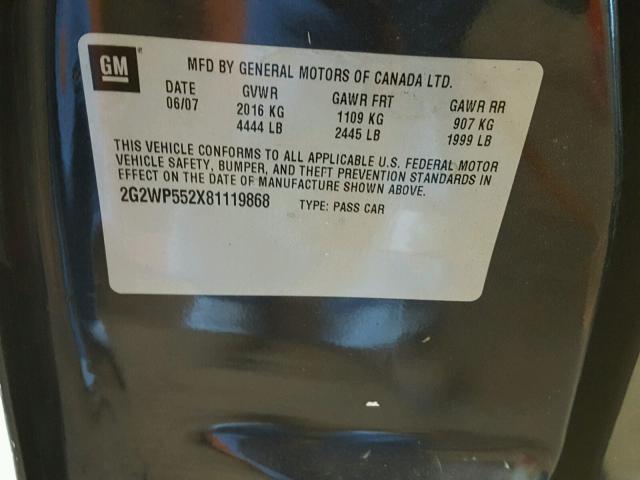 GM
MFD BY GENERAL MOTORS OF CANADA LTD.
DATE GVWR GAWR FRT GAWR RR
06/07 2016 KG 1109 KG 907 KG
4444 LB 2445 LB 1999 LB
THIS VEHICLE CONFORMS TO ALL APPLICABLE U.S. FEDERAL MOTOR
VEHICLE SAFETY, BUMPER, AND THEFT PREVENTION STANDARDS IN
EFFECT ON THE DATE OF MANUFACTURE SHOWN ABOVE.
2G2WP552X81119868 TYPE: PASS CAR